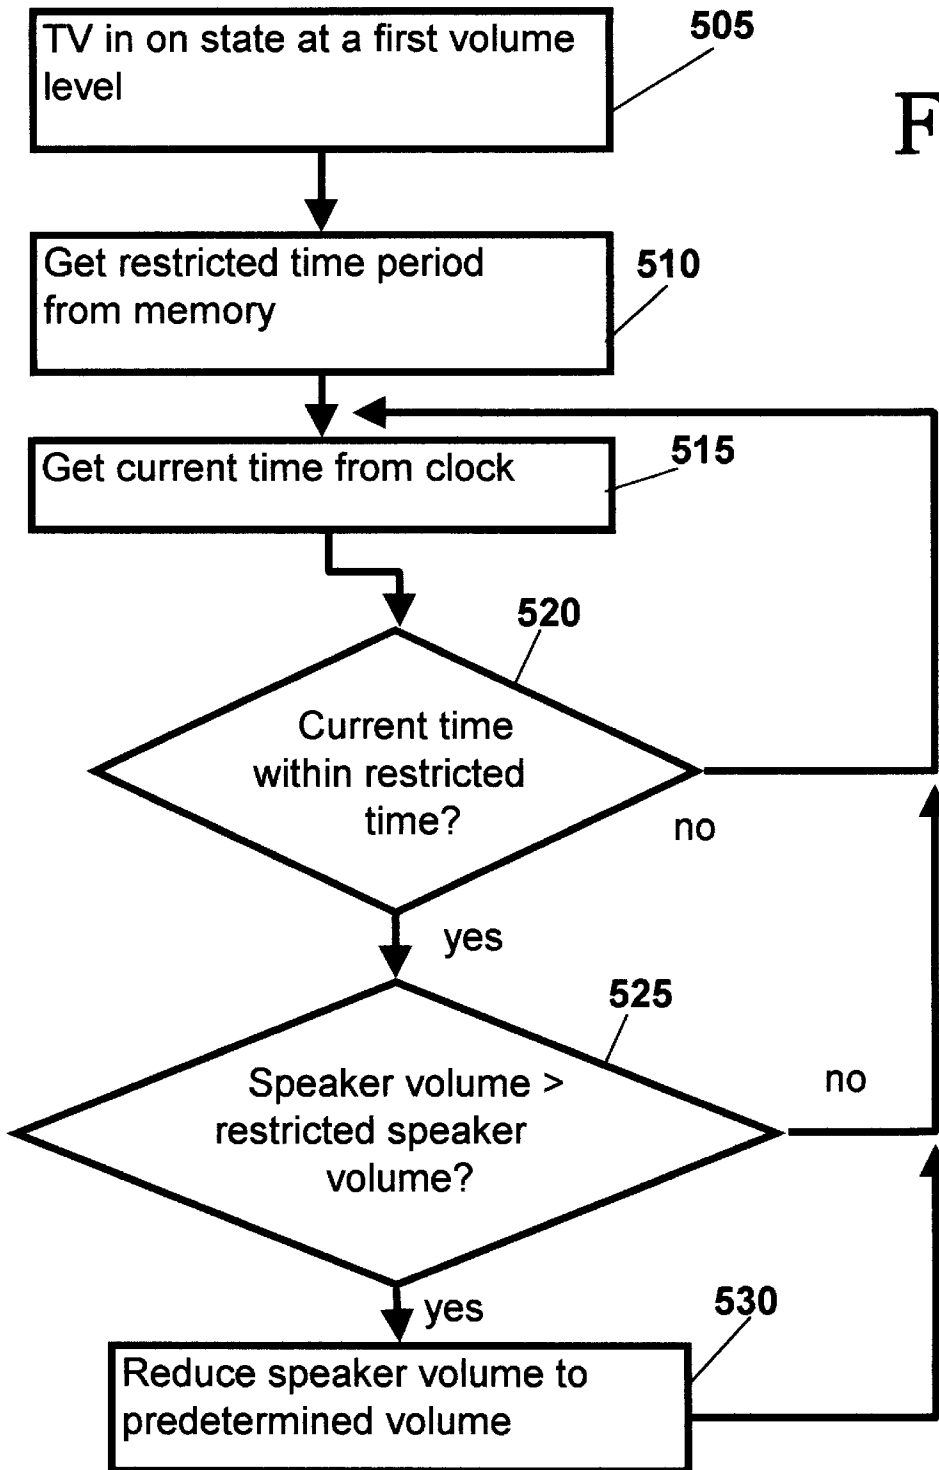 TV in on state at a first volume
level
505
F
Get restricted time period
from memory
510
Get current time from clock
515
520
Current time
within restricted
time?
no
yes
525
Speaker volume >
restricted speaker
volume?
no
yes
530
Reduce speaker volume to
predetermined volume